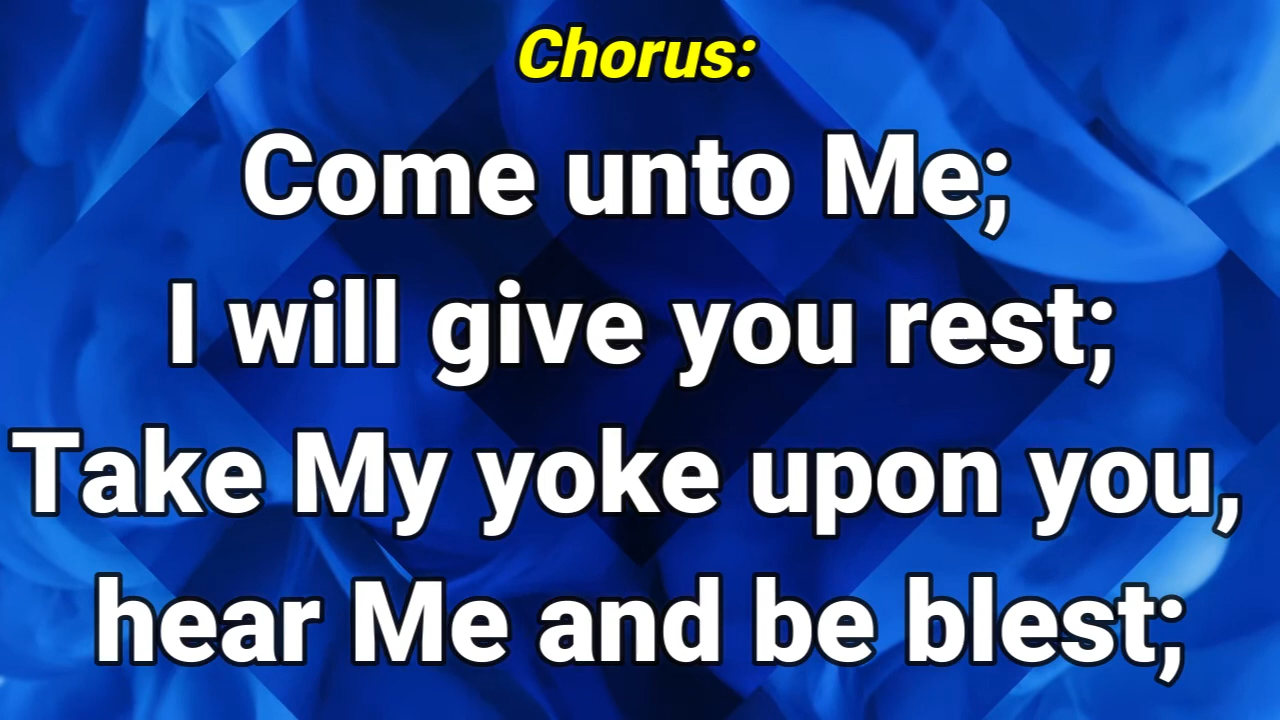 Chorus:
Come unto Me;
I will give you rest;
Take My yoke upon you,
hear Me and be blest;